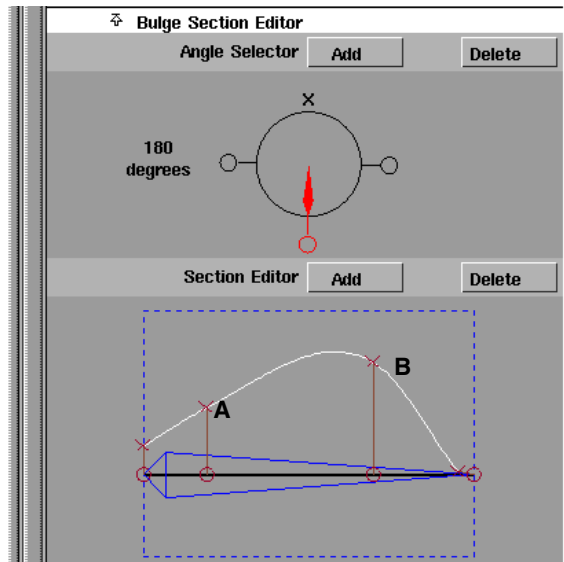 Bulge Section Editor
Angle Selector Add Delete
X
180
degrees
Section Editor Add Delete
B
A